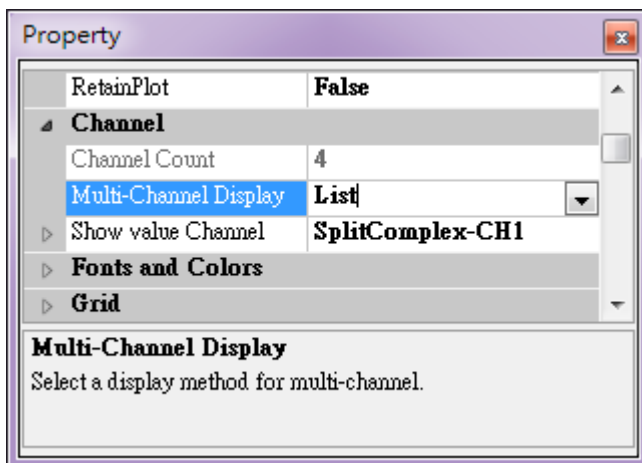 Property
RetainPlot False
Channel
Channel Count 4
Multi-Channel Display List
Show value Channel SplitComplex-CH1
Fonts and Colors
Grid
Multi-Channel Display
Select a display method for multi-channel.